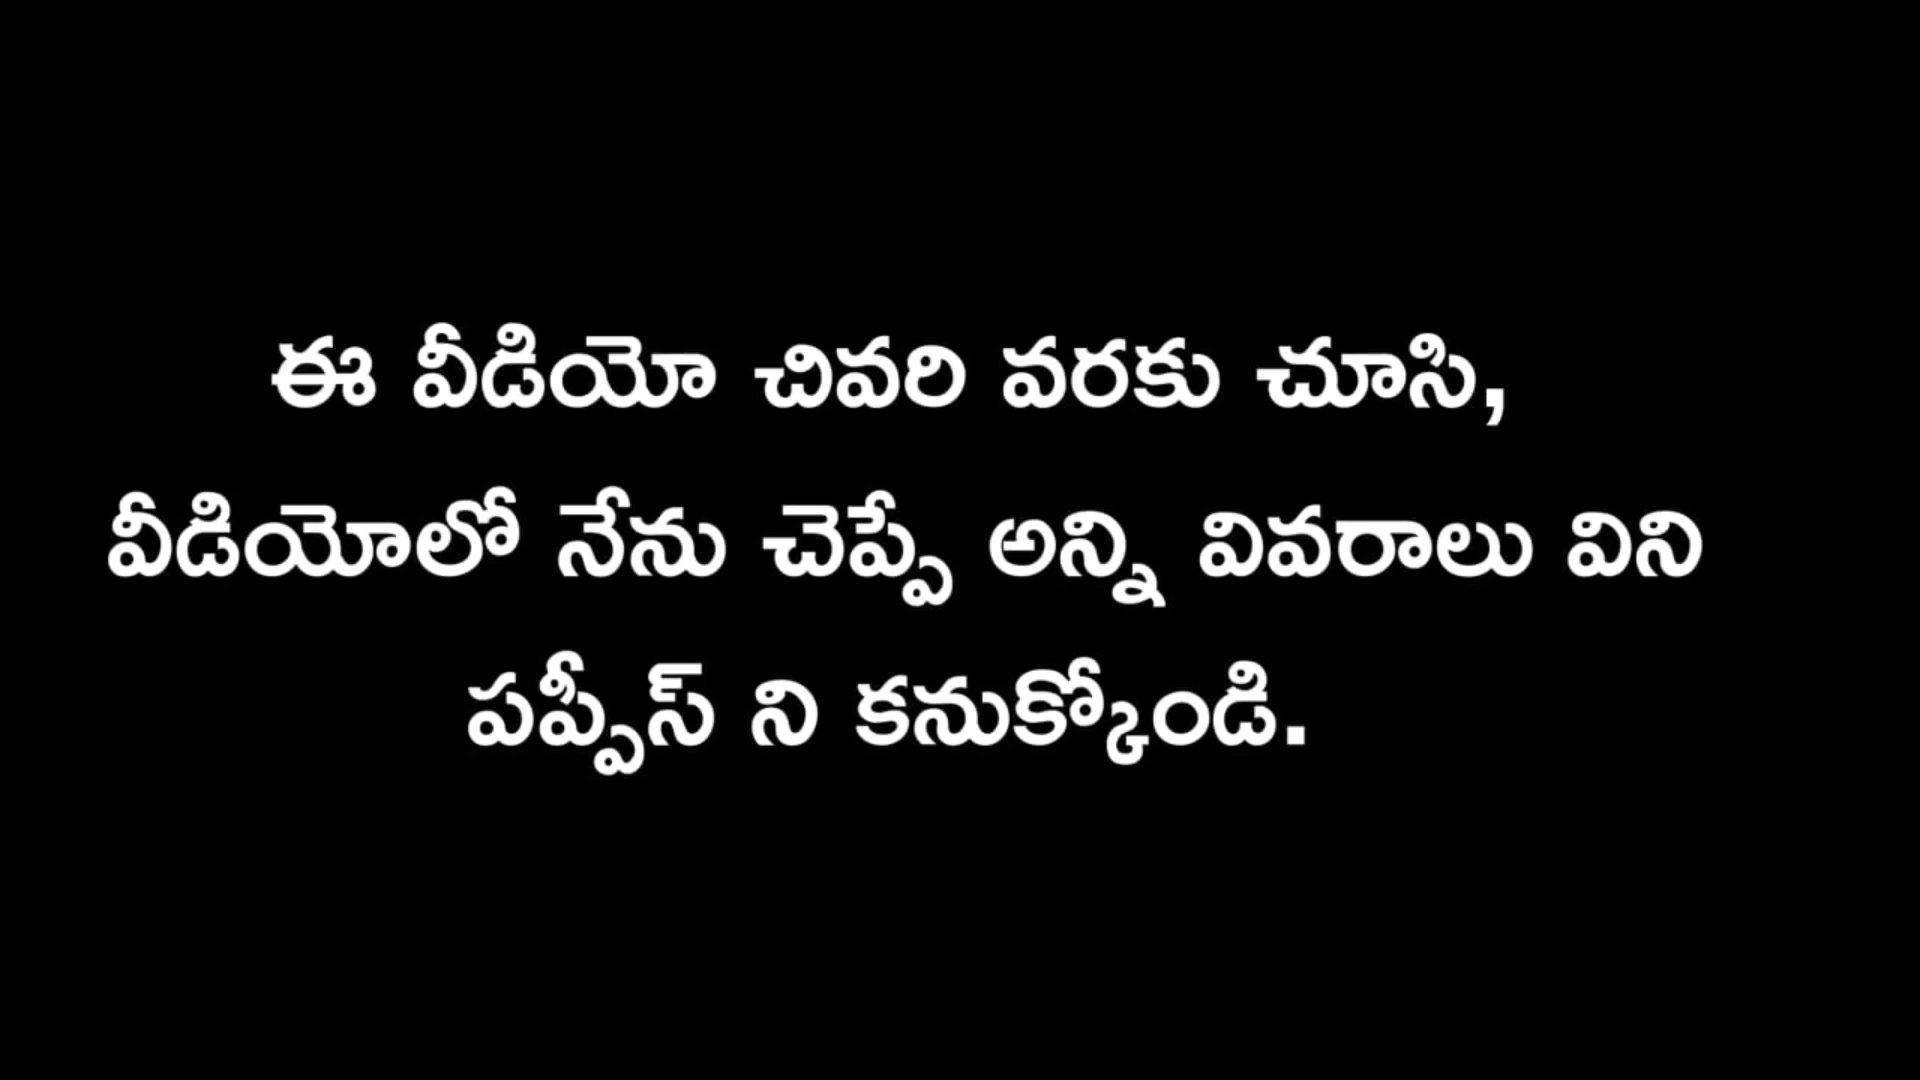 ఈ వీడియో చివరి వరకు చూసి,
వీడియోలో నేను చెప్పే అన్ని వివరాలు విని
పప్పీస్ ని కనుక్కోండి.